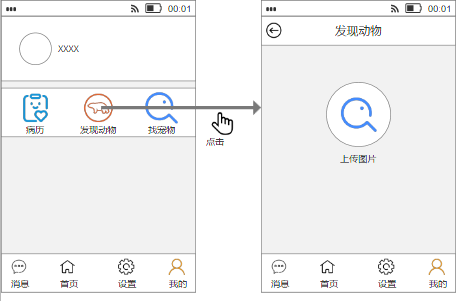 00:01
XXXX
病历
发现动物
找宠物
消息
首页
设置
我的
点击
00:01
发现动物
上传图片
消息
首页
设置
我的